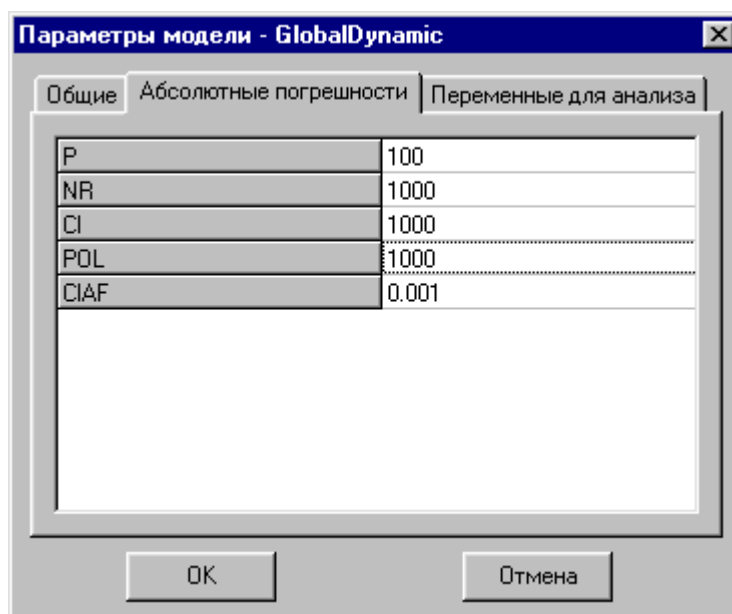 Параметры модели - GlobalDynamic
Общие Абсолютные погрешности Переменные для анализа
P 100
NR 1000
CI 1000
POL 1000
CIAF 0.001
OK Отмена